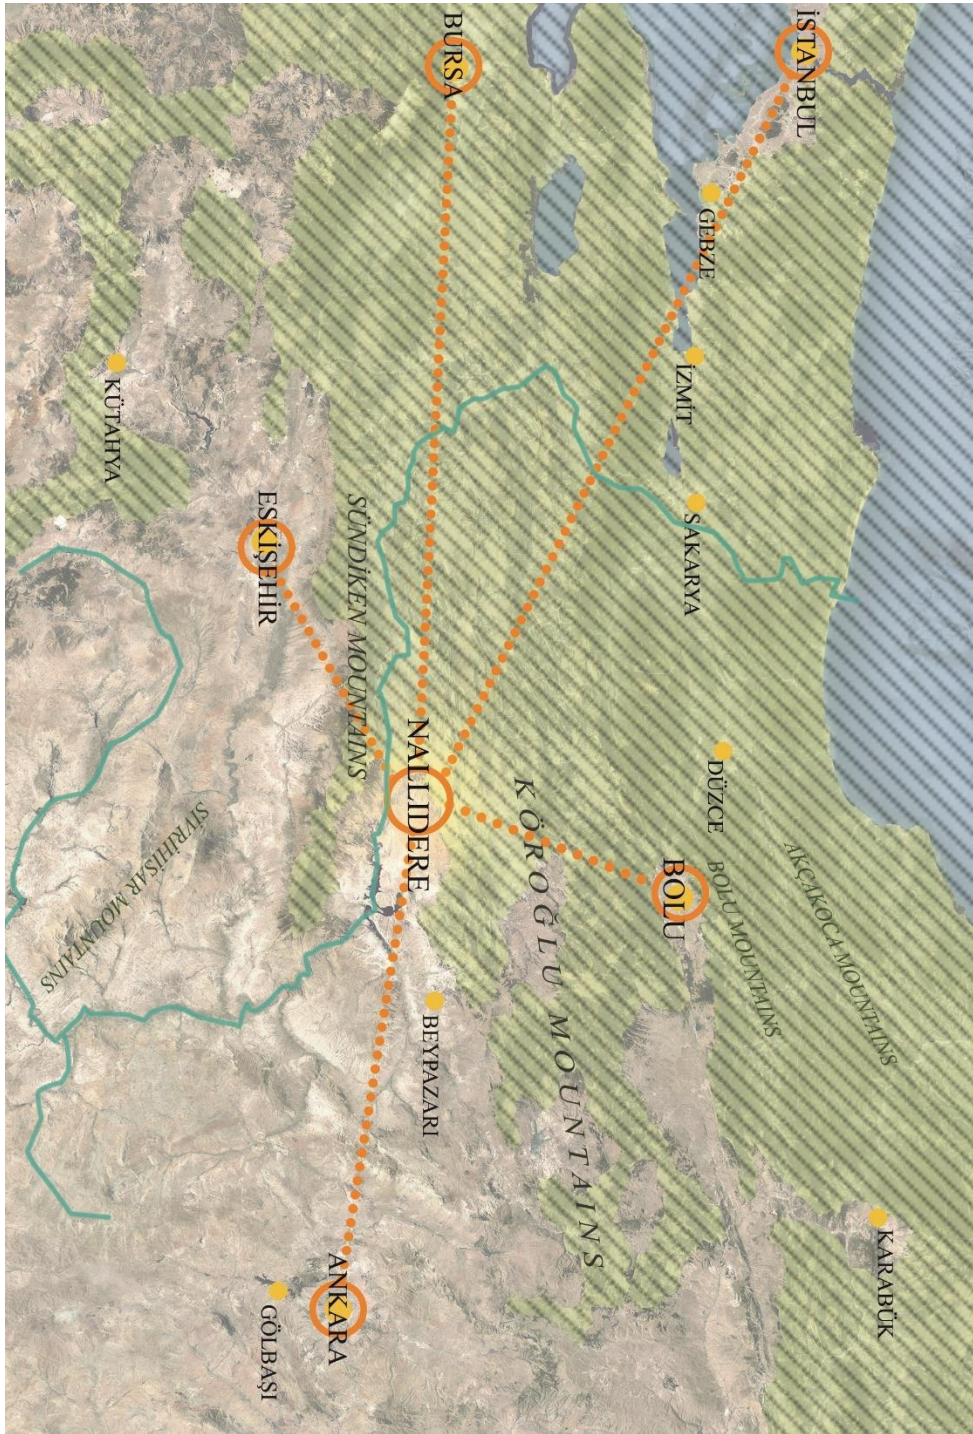 KARABÜK
AKÇAKOCA MOUNTAINS
İSTANBUL
BOLU MOUNTAINS
DÜZCE
GEBZE
SAKARYA
İZMİT
BOLU
KÖROĞLU MOUNTAINS
BURSA
BEYPAZARI
NALLIDERE
SÜNDİKEN MOUNTAINS
ANKARA
ESKİŞEHİR
GÖLBAŞI
SİVRİHİSAR MOUNTAINS
KÜTAHYA